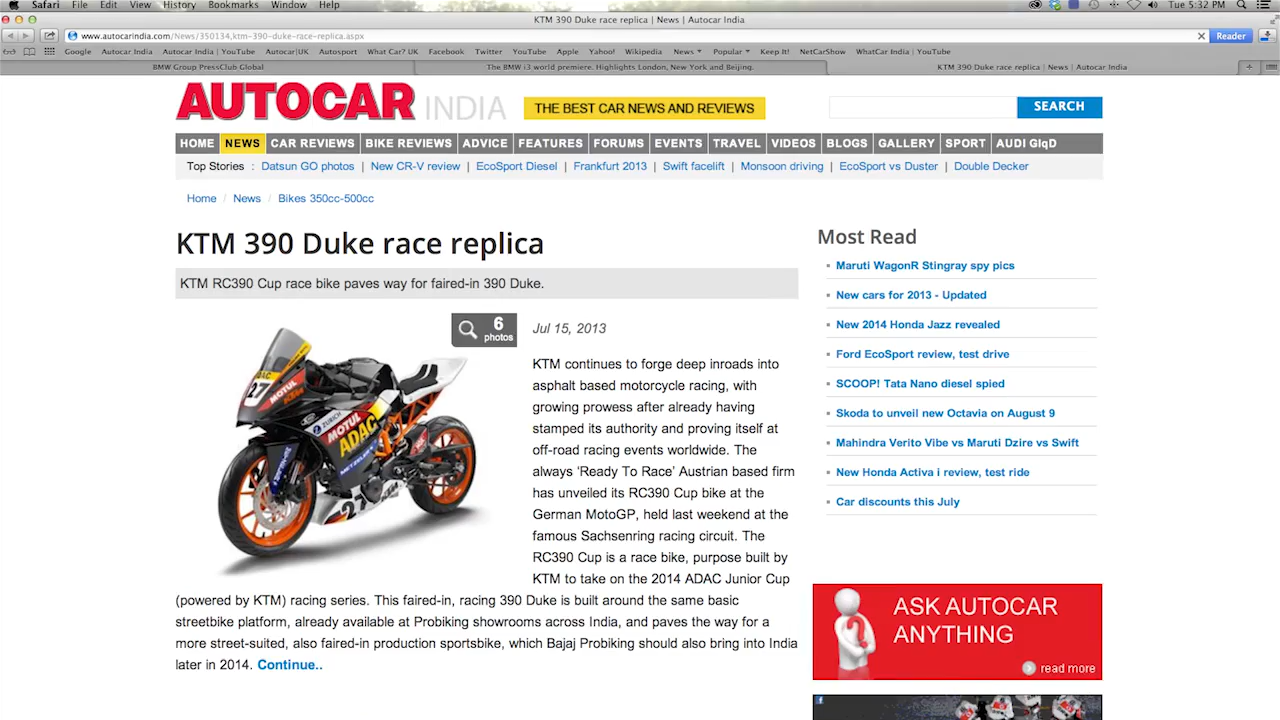 Safari File Edit View History Bookmarks Window Help Tue 5:32 PM
KTM 390 Duke race replica | News | Autocar India
www.autocarindia.com/News/350134,ktm-390-duke-race-replica.aspx Reader
Google Autocar India Autocar India | YouTube Autocar|UK Autosport What Car? UK Facebook Twitter YouTube Apple Yahoo! Wikipedia News Popular Keep It! NetCarShow WhatCar India | YouTube
BMW Group PressClub Global The BMW i3 world premiere. Highlights London, New York and Beijing. KTM 390 Duke race replica | News | Autocar India
AUTOCAR INDIA THE BEST CAR NEWS AND REVIEWS SEARCH
HOME NEWS CAR REVIEWS BIKE REVIEWS ADVICE FEATURES FORUMS EVENTS TRAVEL VIDEOS BLOGS GALLERY SPORT AUDI GIqD
Top Stories : Datsun GO photos | New CR-V review | EcoSport Diesel | Frankfurt 2013 | Swift facelift | Monsoon driving | EcoSport vs Duster | Double Decker
Home / News / Bikes 350cc-500cc
KTM 390 Duke race replica
KTM RC390 Cup race bike paves way for faired-in 390 Duke.
6
photos
27
MOTUL
ZURICH
MOTUL
ADAC
METZELER
27
Jul 15, 2013
KTM continues to forge deep inroads into
asphalt based motorcycle racing, with
growing prowess after already having
stamped its authority and proving itself at
off-road racing events worldwide. The
always ‘Ready To Race’ Austrian based firm
has unveiled its RC390 Cup bike at the
German MotoGP, held last weekend at the
famous Sachsenring racing circuit. The
RC390 Cup is a race bike, purpose built by
KTM to take on the 2014 ADAC Junior Cup
(powered by KTM) racing series. This faired-in, racing 390 Duke is built around the same basic
streetbike platform, already available at Probiking showrooms across India, and paves the way for a
more street-suited, also faired-in production sportsbike, which Bajaj Probiking should also bring into India
later in 2014. Continue..
Most Read
Maruti WagonR Stingray spy pics
New cars for 2013 - Updated
New 2014 Honda Jazz revealed
Ford EcoSport review, test drive
SCOOP! Tata Nano diesel spied
Skoda to unveil new Octavia on August 9
Mahindra Verito Vibe vs Maruti Dzire vs Swift
New Honda Activa i review, test ride
Car discounts this July
ASK AUTOCAR
ANYTHING
read more